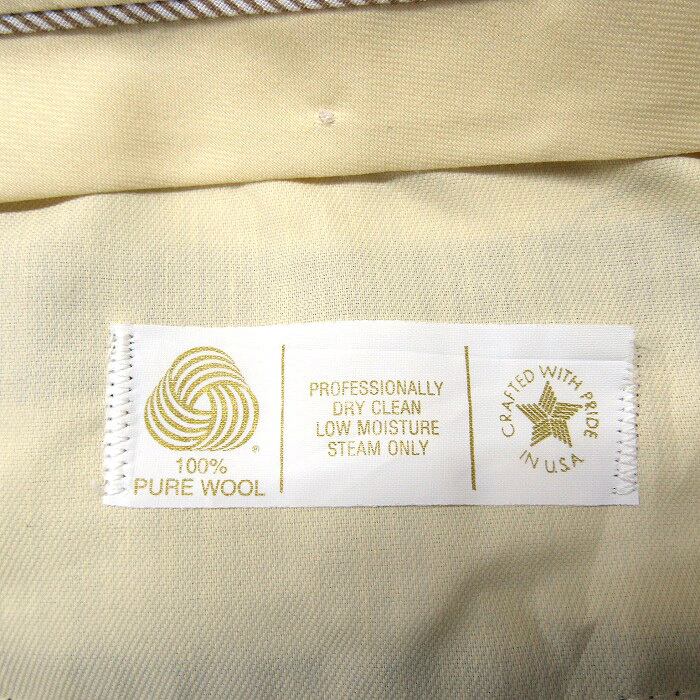 ®
100%
PURE WOOL
PROFESSIONALLY
DRY CLEAN
LOW MOISTURE
STEAM ONLY
CRAFTED WITH PRIDE
IN U.S.A